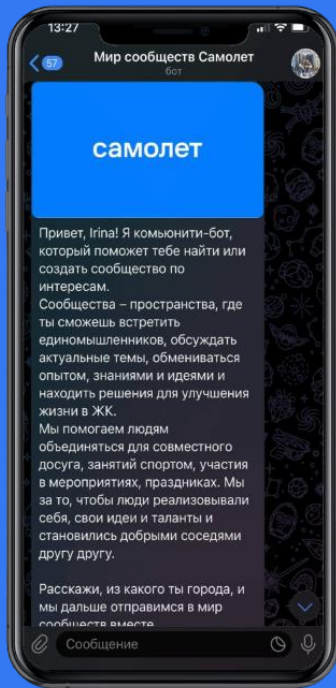 13:27
57
Мир сообществ Самолет
бот
самолет
Привет, Irina! Я комьюнити-бот,
который поможет тебе найти или
создать сообщество по
интересам.
Сообщества – пространства, где
ты сможешь встретить
единомышленников, обсуждать
актуальные темы, обмениваться
опытом, знаниями и идеями и
находить решения для улучшения
жизни в ЖК.
Мы помогаем людям
объединяться для совместного
досуга, занятий спортом, участия
в мероприятиях, праздниках. Мы
за то, чтобы люди реализовывали
себя, свои идеи и таланты и
становились добрыми соседями
другу другу.
Расскажи, из какого ты города, и
мы дальше отправимся в мир
сообществ вместе
Сообщение